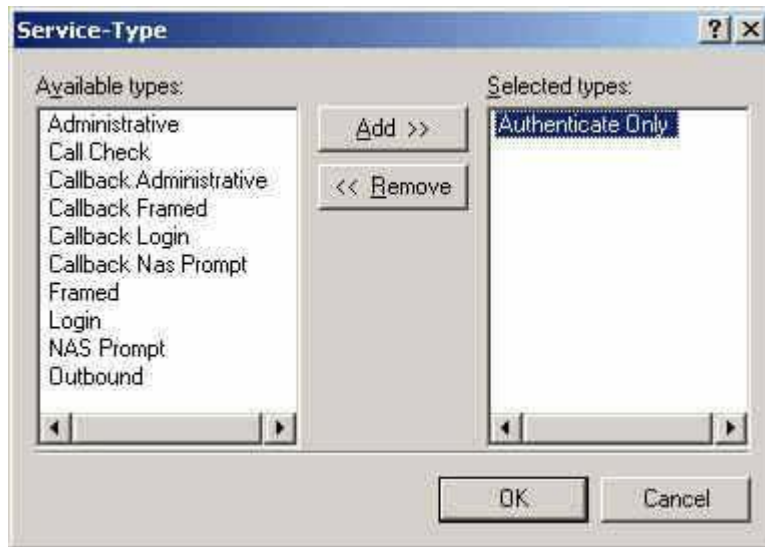 Service-Type
Available types:
Administrative
Call Check
Callback Administrative
Callback Framed
Callback Login
Callback Nas Prompt
Framed
Login
NAS Prompt
Outbound
Add >>
<< Remove
Selected types:
Authenticate Only
OK
Cancel